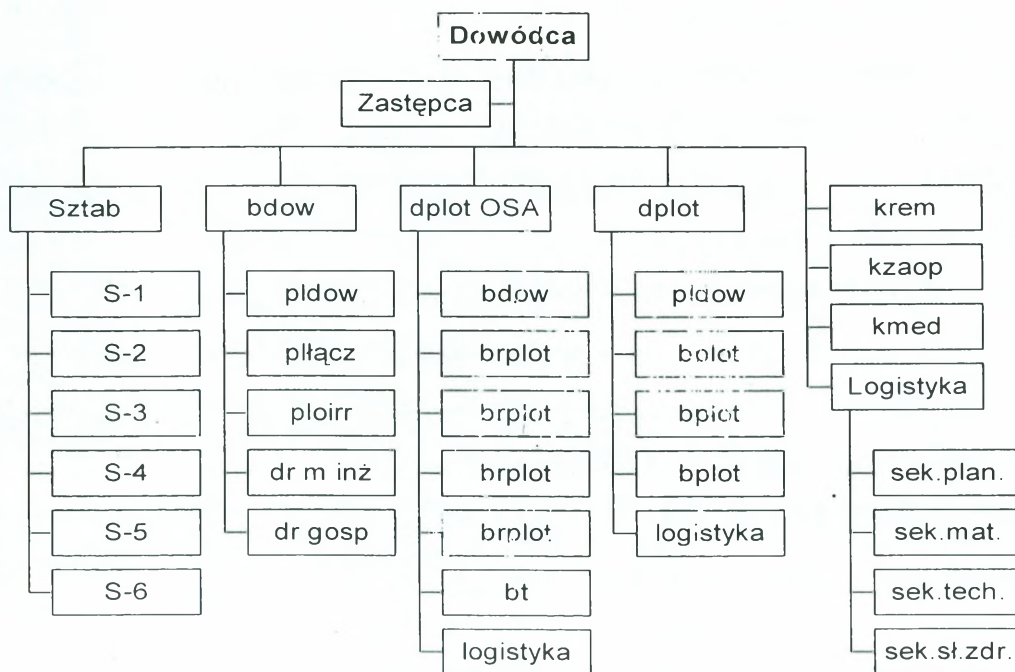 Dowódca
Zastępca
Sztab
S-1
S-2
S-3
S-4
S-5
S-6
bdow
pldow
płłącz
ploirr
dr m inż
dr gosp
dplot OSA
bdow
brplot
brplot
brplot
brplot
bt
logistyka
dplot
pldow
bplot
bplot
bplot
logistyka
krem
kzaop
kmed
Logistyka
sek.plan.
sek.mat.
sek.tech.
sek.sł.zdr.